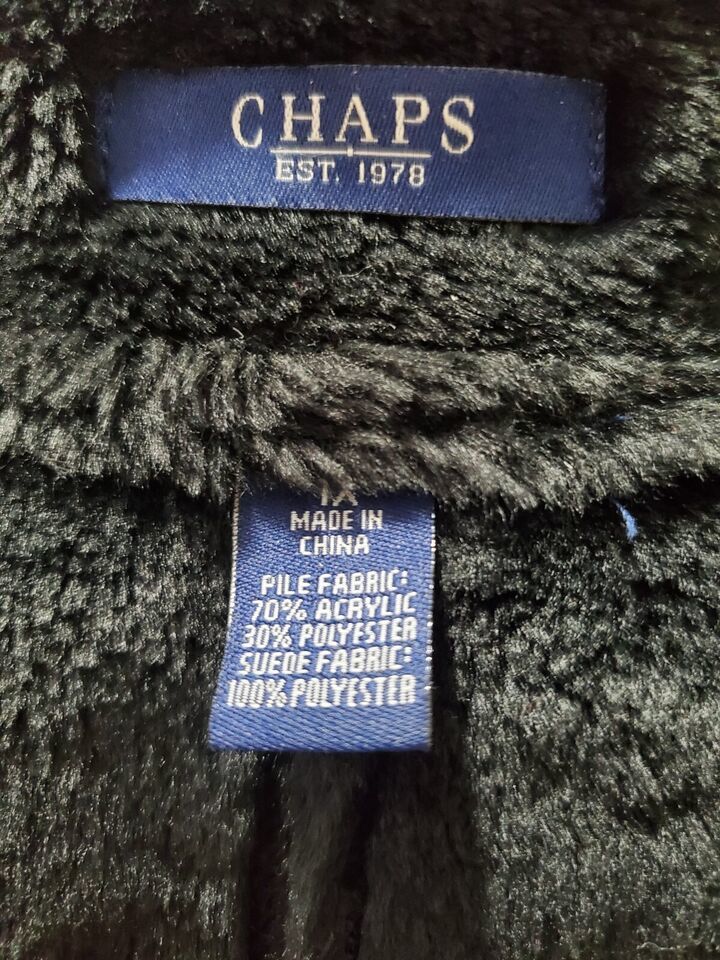 CHAPS
EST. 1978
1X
MADE IN
CHINA
PILE FABRIC:
70% ACRYLIC
30% POLYESTER
SUEDE FABRIC:
100% POLYESTER